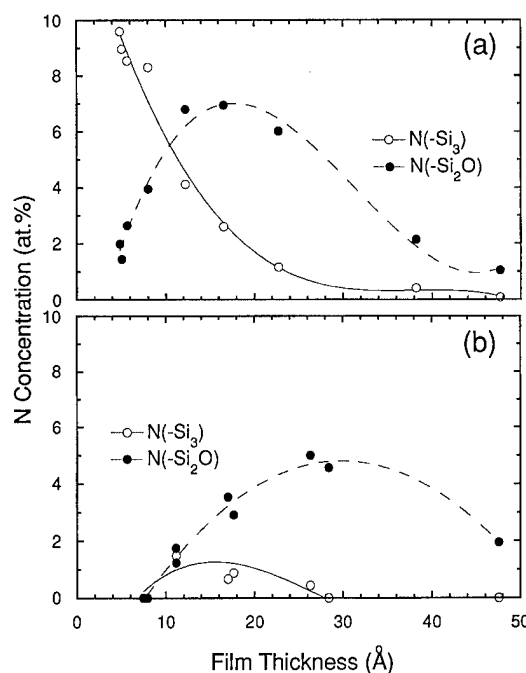 (a)
10
8
6
4
2
0
N(-Si₃)
N(-Si₂O)
N Concentration (at.%)
(b)
10
8
6
4
2
0
N(-Si₃)
N(-Si₂O)
0 10 20 30 40 50
Film Thickness (Å)